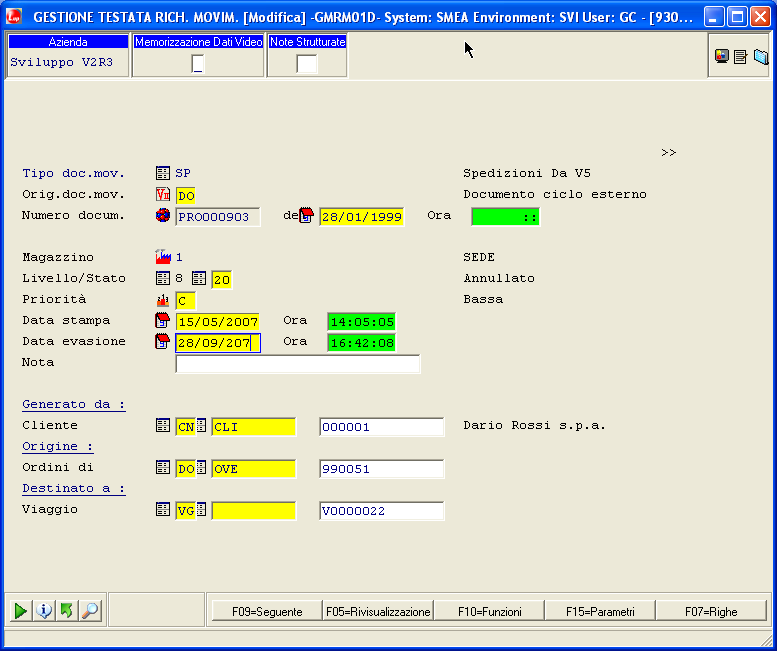 GESTIONE TESTATA RICH. MOVIM. [Modifica] -GMRM01D- System: SMEA Environment: SVI User: GC - [930...
Azienda Memorizzazione Dati Video Note Strutturate
Sviluppo V2R3
>>
Tipo doc.mov. SP Spedizioni Da V5
Orig.doc.mov. DO Documento ciclo esterno
Numero docum. PRO000903 de 28/01/1999 Ora ::
Magazzino 1 SEDE
Livello/Stato 8 20 Annullato
Priorità C Bassa
Data stampa 15/05/2007 Ora 14:05:05
Data evasione 28/09/207 Ora 16:42:08
Nota
Generato da :
Cliente CN CLI 000001 Dario Rossi s.p.a.
Origine :
Ordini di DO OVE 990051
Destinato a :
Viaggio VG V0000022
F09=Seguente F05=Rivisualizzazione F10=Funzioni F15=Parametri F07=Righe